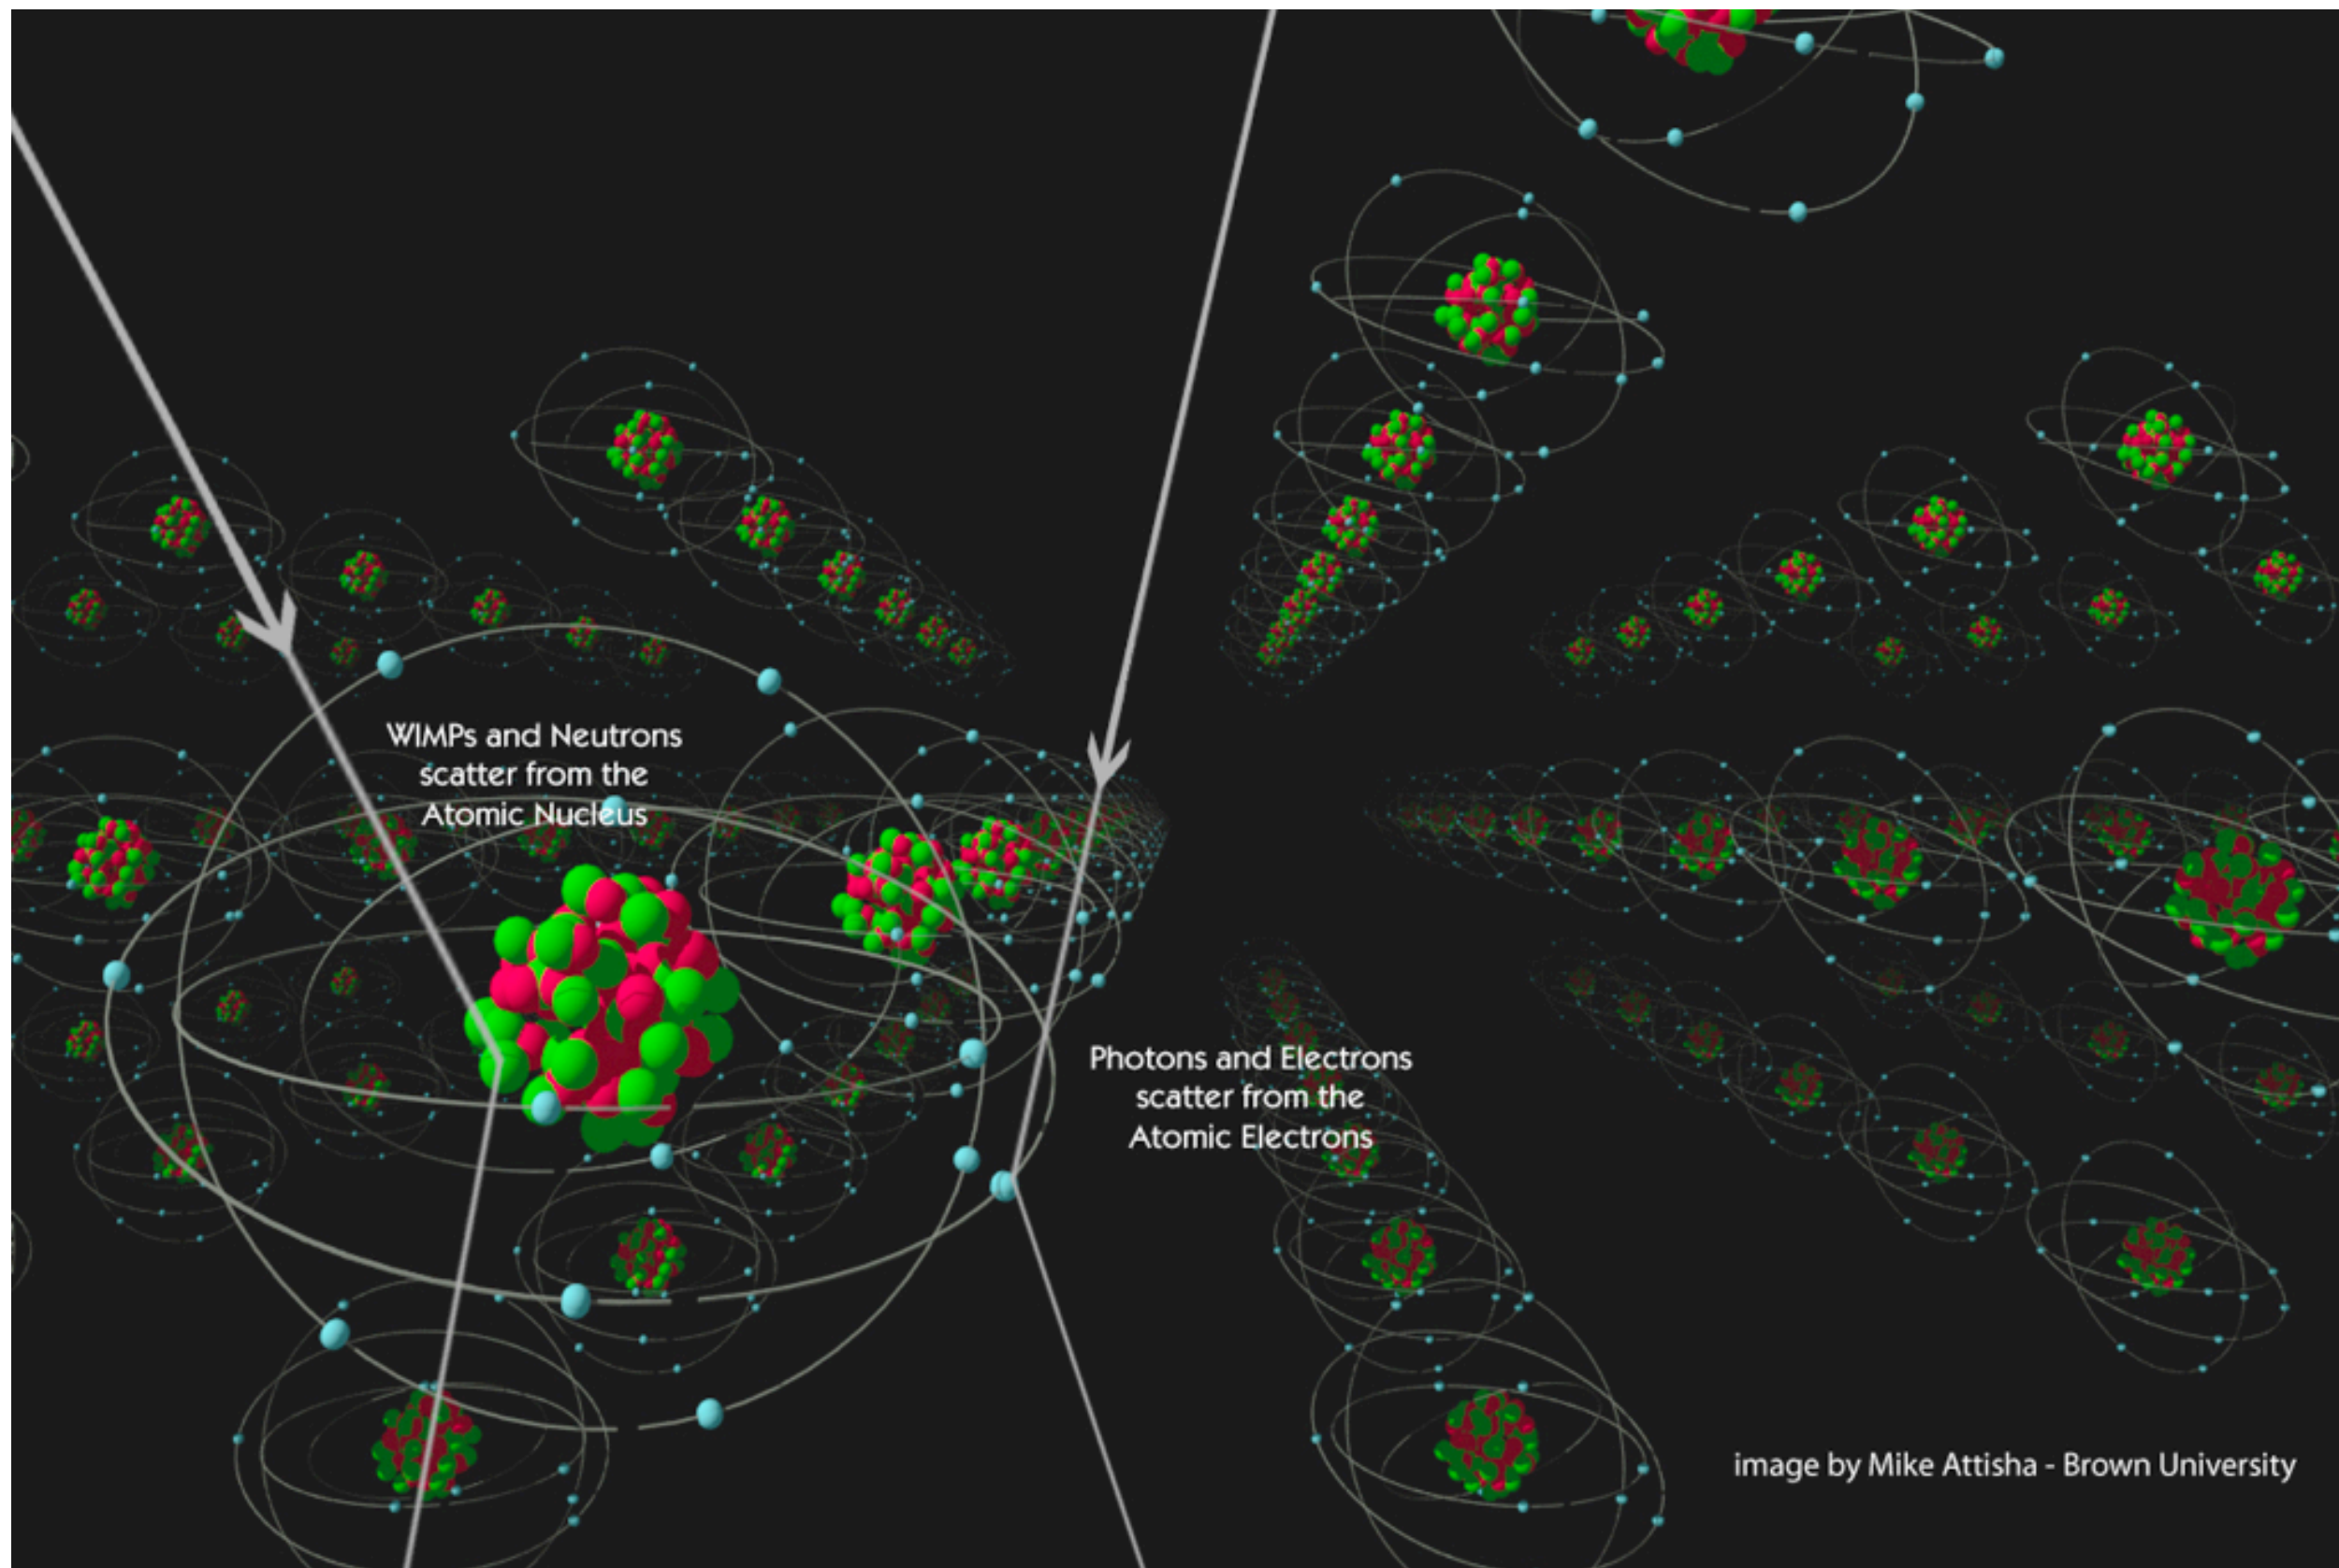 WIMPs and Neutrons
scatter from the
Atomic Nucleus
Photons and Electrons
scatter from the
Atomic Electrons
image by Mike Attisha - Brown University